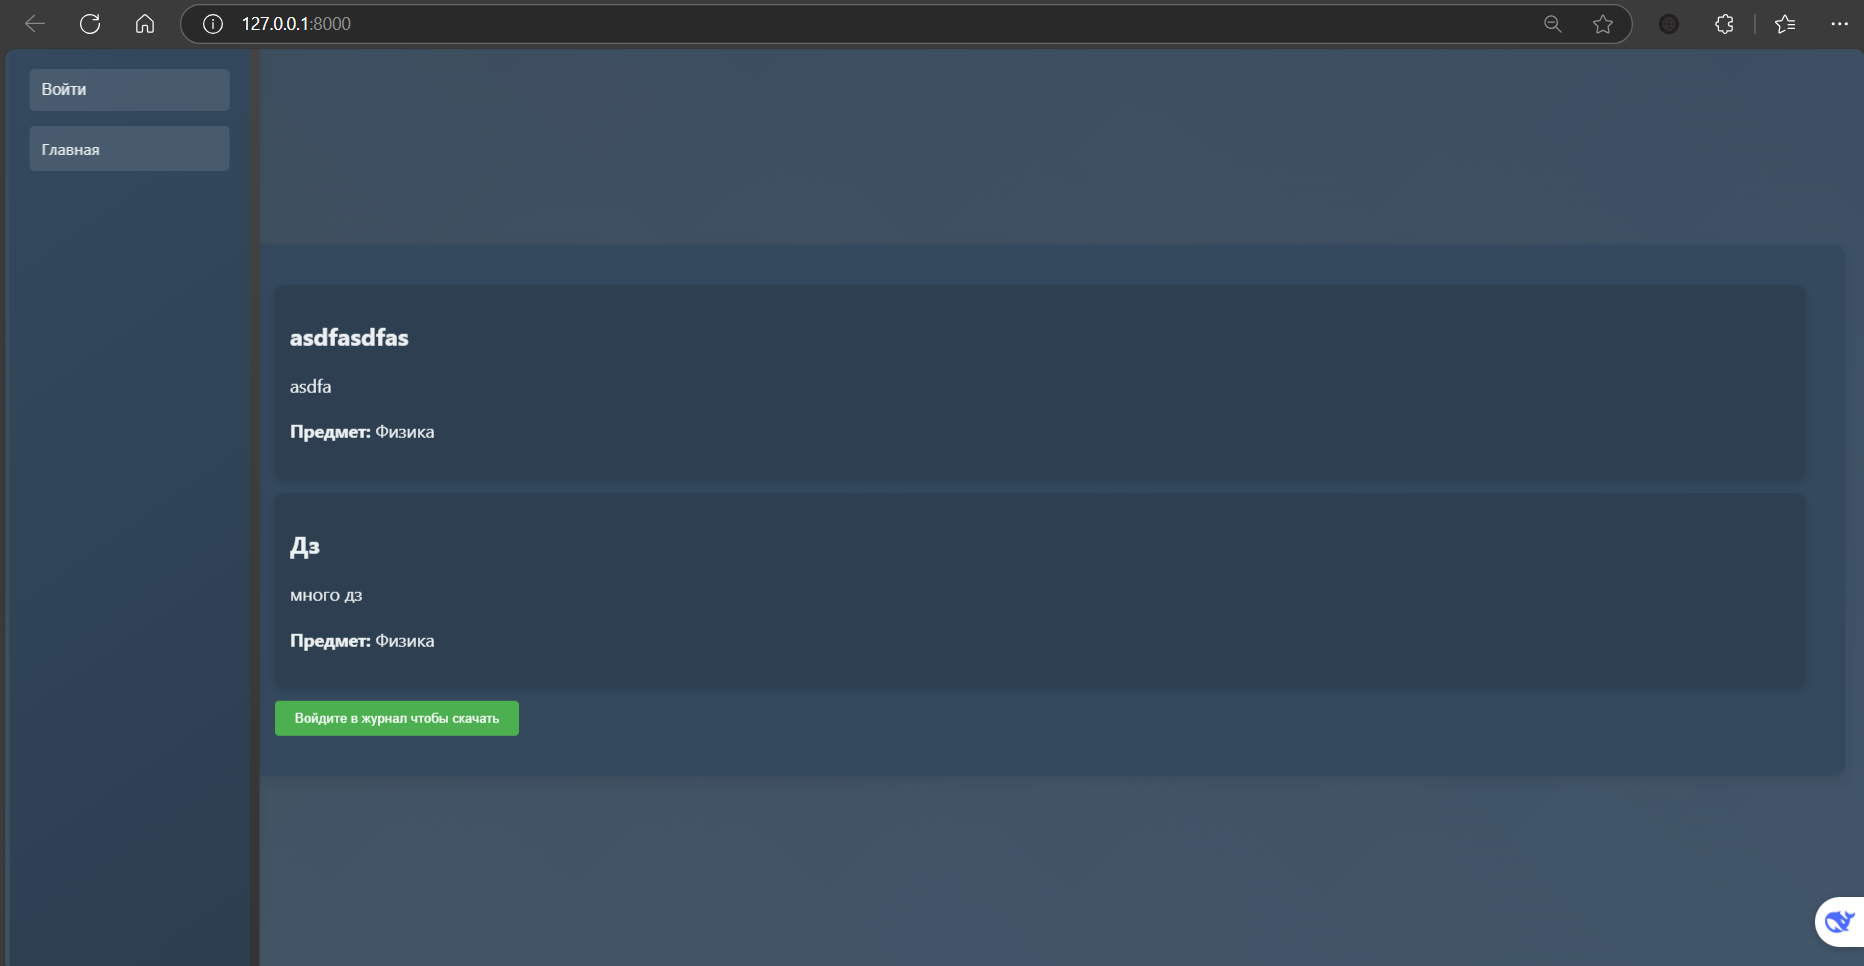 127.0.0.1:8000
Войти
Главная
asdfasdfas
asdfa
Предмет: Физика
Дз
много дз
Предмет: Физика
Войдите в журнал чтобы скачать